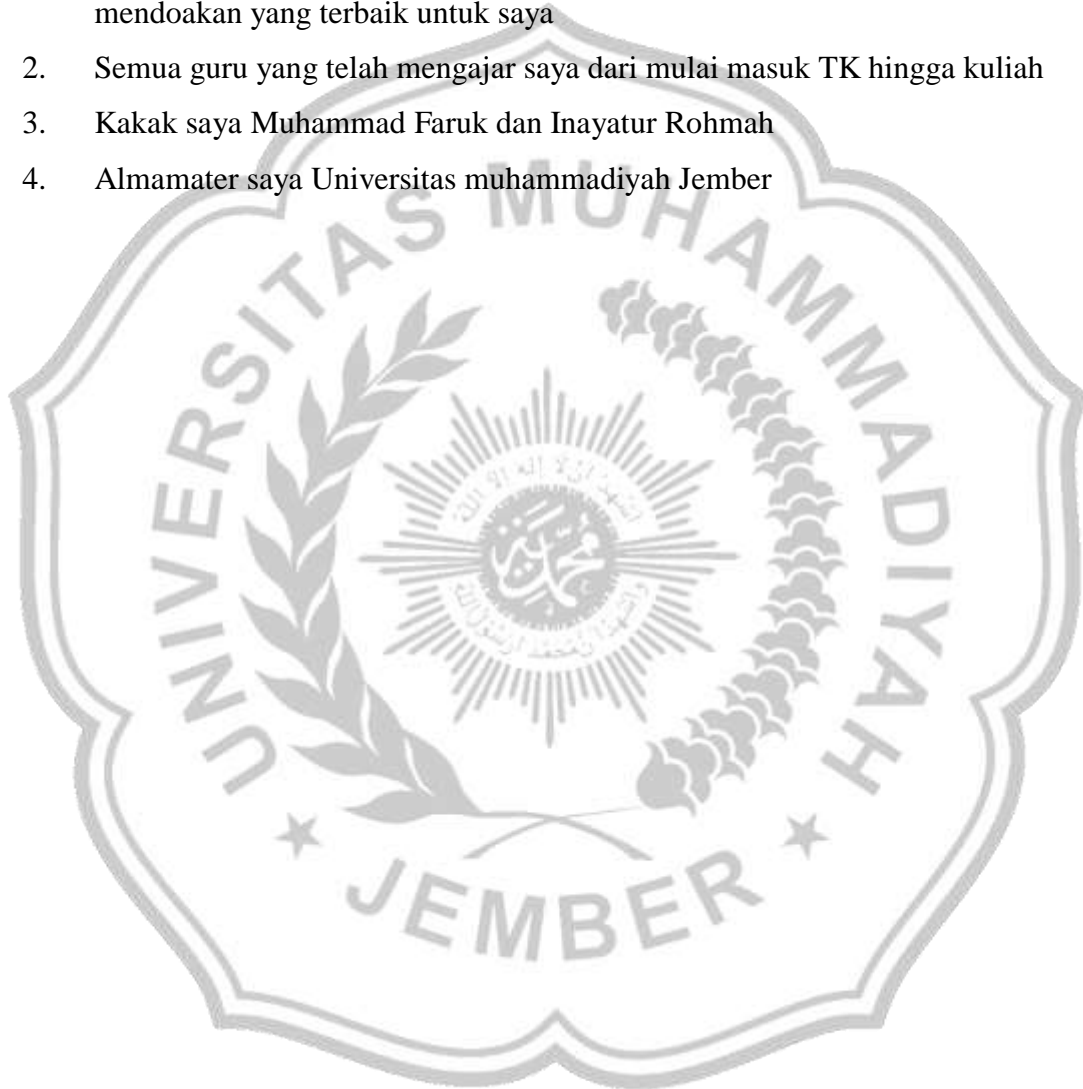 mendoakan yang terbaik untuk saya
2. Semua guru yang telah mengajar saya dari mulai masuk TK hingga kuliah
3. Kakak saya Muhammad Faruk dan Inayatur Rohmah
4. Almamater saya Universitas muhammadiyah Jember
UNIVERSITAS MUHAMMADIYAH
JEMBER